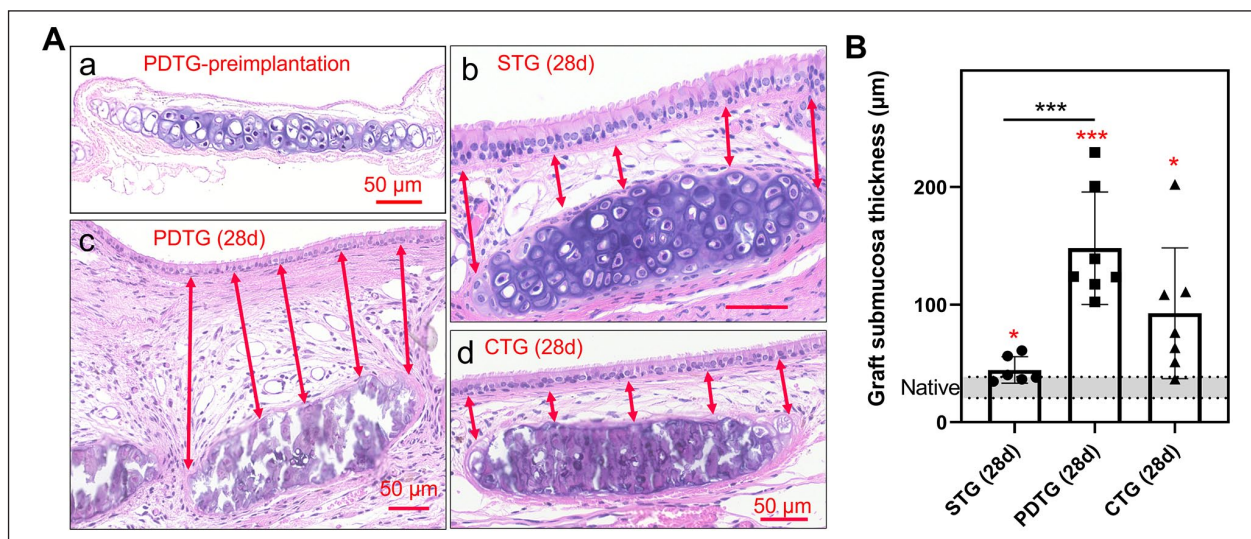 A
a
PDTG-preimplantation
50 µm
b
STG (28d)
c
PDTG (28d)
50 µm
d
CTG (28d)
50 µm
B
Graft submucosa thickness (µm)
200
100
0
Native
***
*
***
*
STG (28d)
PDTG (28d)
CTG (28d)